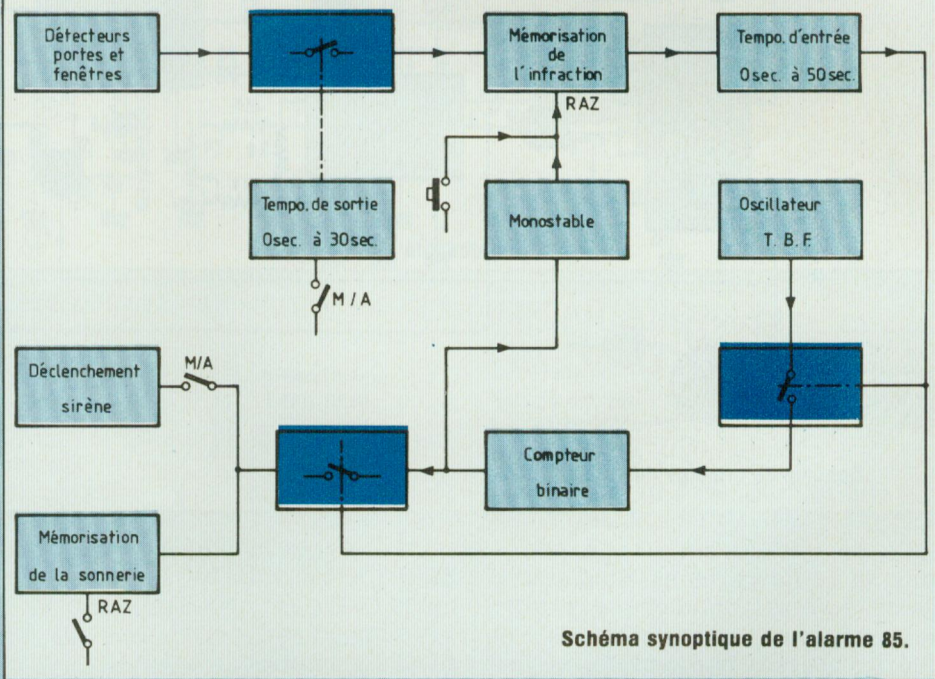 Détecteurs
portes et
fenêtres
Mémorisation
de
l'infraction
Tempo. d'entrée
0sec. à 50sec.
RAZ
Tempo. de sortie
0sec. à 30sec.
Monostable
Oscillateur
T. B. F.
M / A
Déclenchement
sirène
M/A
Compteur
binaire
Mémorisation
de la sonnerie
RAZ
Schéma synoptique de l'alarme 85.